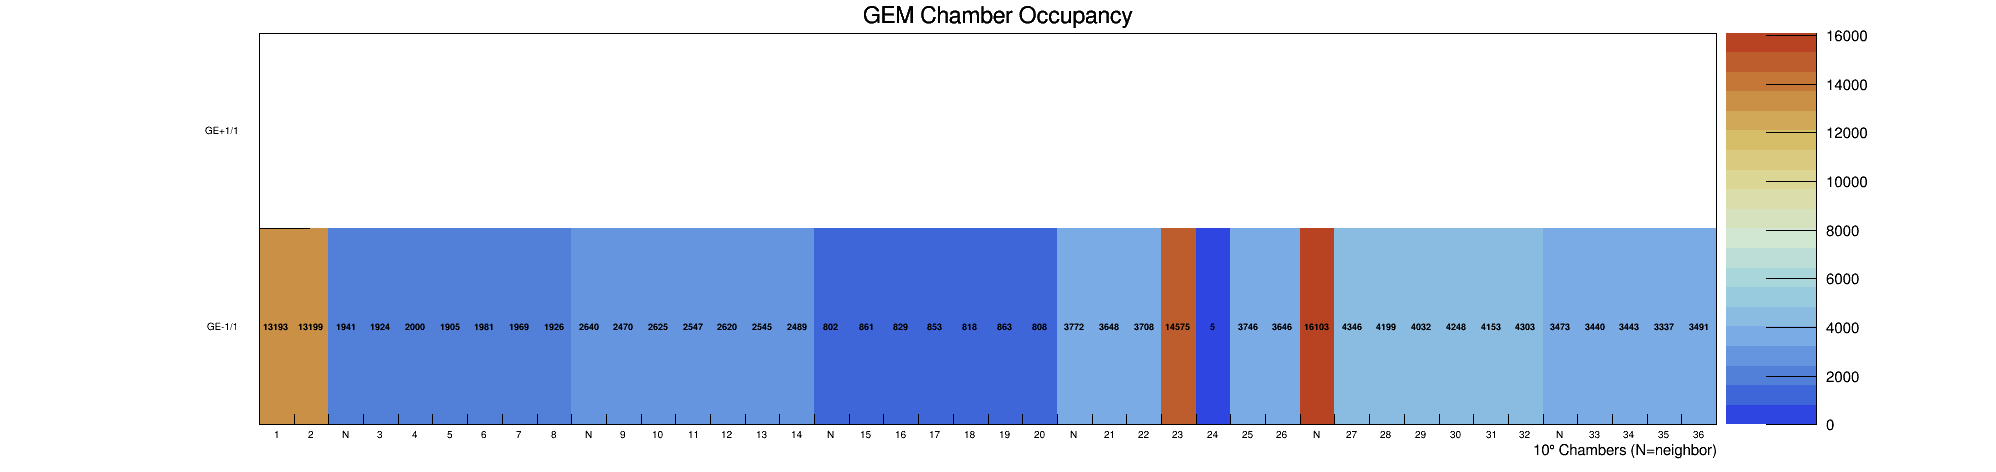 GEM Chamber Occupancy
16000
14000
GE+1/1
12000
10000
8000
6000
GE-1/1
13193 13199 1941 1924 2000 1905 1981 1969 1926 2640 2470 2625 2547 2620 2545 2489 802 861 829 853 818 863 808 3772 3648 3708 14575 5 3746 3646 16103 4346 4199 4032 4248 4153 4303 3473 3440 3443 3337 3491
4000
2000
0
1 2 N 3 4 5 6 7 8 N 9 10 11 12 13 14 N 15 16 17 18 19 20 N 21 22 23 24 25 26 N 27 28 29 30 31 32 N 33 34 35 36
10° Chambers (N=neighbor)